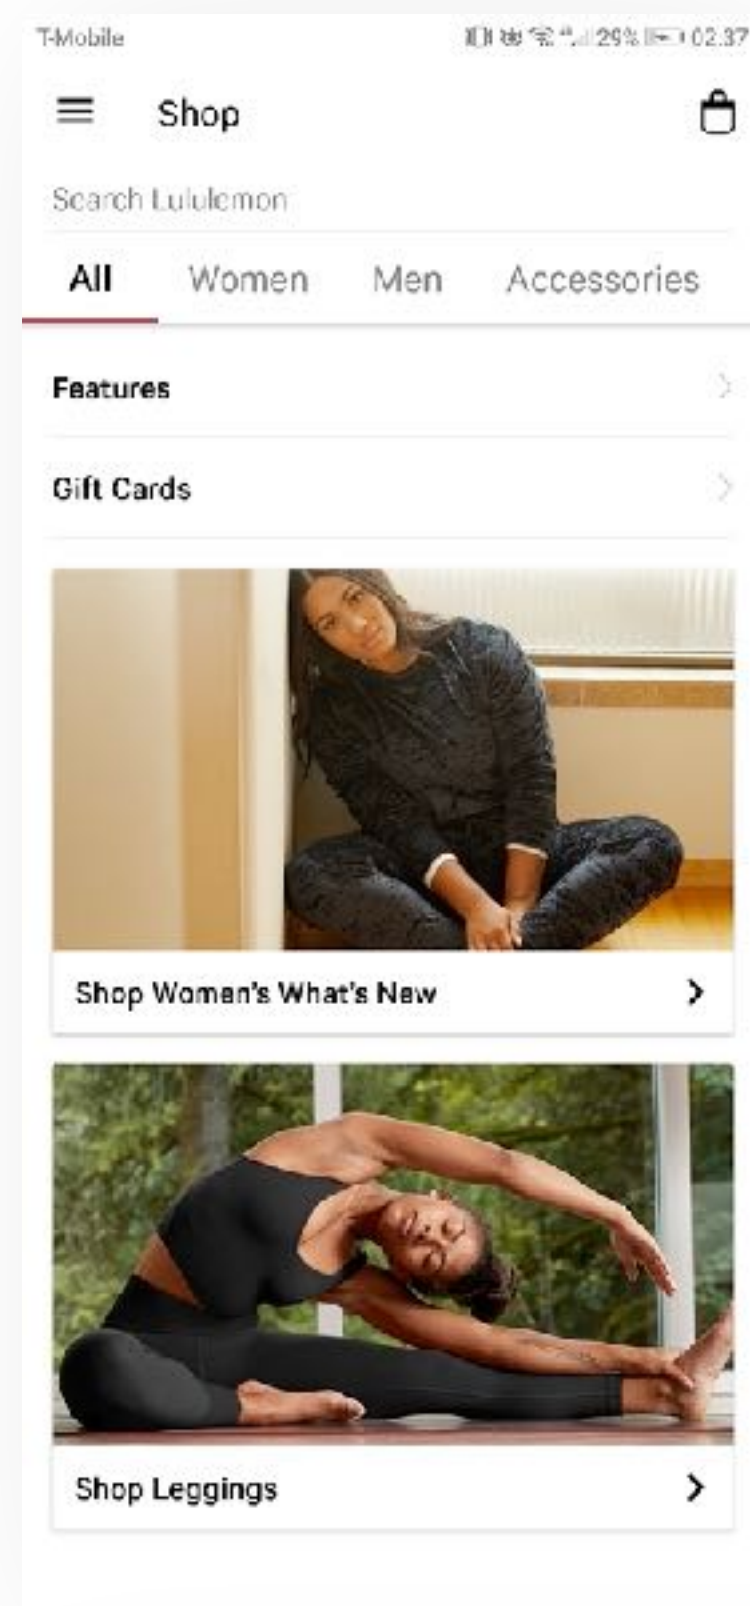 T-Mobile 29% 02:37
Shop
Search Lululemon
All Women Men Accessories
Features
Gift Cards
Shop Women's What's New
Shop Leggings